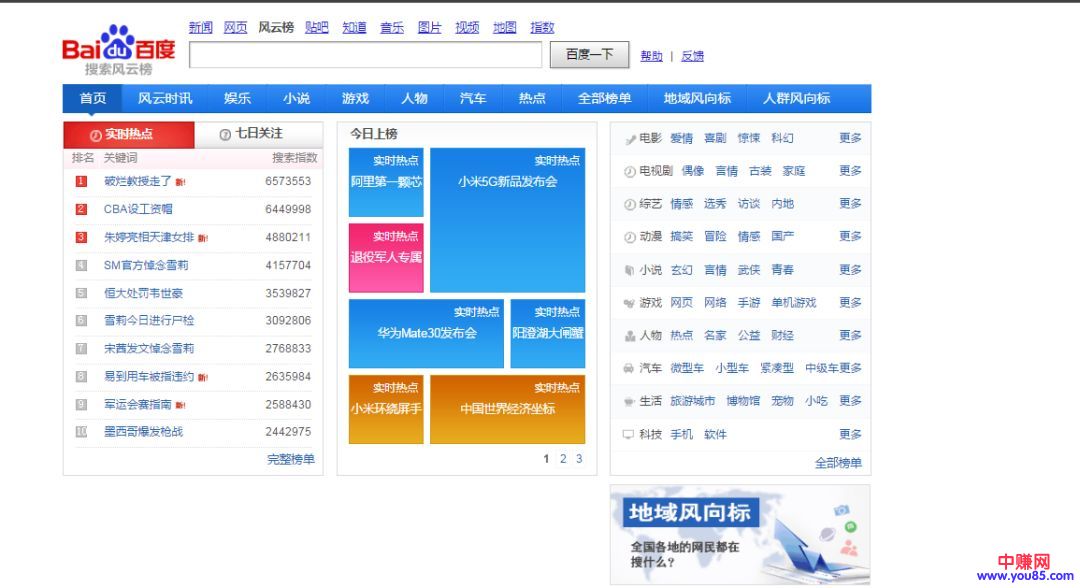 新闻 网页 风云榜 贴吧 知道 音乐 图片 视频 地图 指数
Bai du 百度
搜索风云榜
百度一下 帮助 | 反馈
首页 风云时讯 娱乐 小说 游戏 人物 汽车 热点 全部榜单 地域风向标 人群风向标
实时热点 七日关注
排名 关键词 搜索指数
1 破烂教授走了 新! 6573553
2 CBA设工资帽 6449998
3 朱婷亮相天津女排 新! 4880211
4 SM官方悼念雪莉 4157704
5 恒大处罚韦世豪 3539827
6 雪莉今日进行尸检 3092806
7 宋茜发文悼念雪莉 2768833
8 易到用车被指违约 新! 2635984
9 军运会赛指南 新! 2588430
10 墨西哥爆发枪战 2442975
完整榜单
今日上榜
实时热点
阿里第一颗芯
实时热点
小米5G新品发布会
实时热点
退役军人专属
实时热点
华为Mate30发布会
实时热点
阳澄湖大闸蟹
实时热点
小米环绕屏手
实时热点
中国世界经济坐标
1 2 3
电影 爱情 喜剧 惊悚 科幻 更多
电视剧 偶像 言情 古装 家庭 更多
综艺 情感 选秀 访谈 内地 更多
动漫 搞笑 冒险 情感 国产 更多
小说 玄幻 言情 武侠 青春 更多
游戏 网页 网络 手游 单机游戏 更多
人物 热点 名家 公益 财经 更多
汽车 微型车 小型车 紧凑型 中级车 更多
生活 旅游城市 博物馆 宠物 小吃 更多
科技 手机 软件 更多
全部榜单
地域风向标
全国各地的网民都在
搜什么?
中赚网
www.you85.com